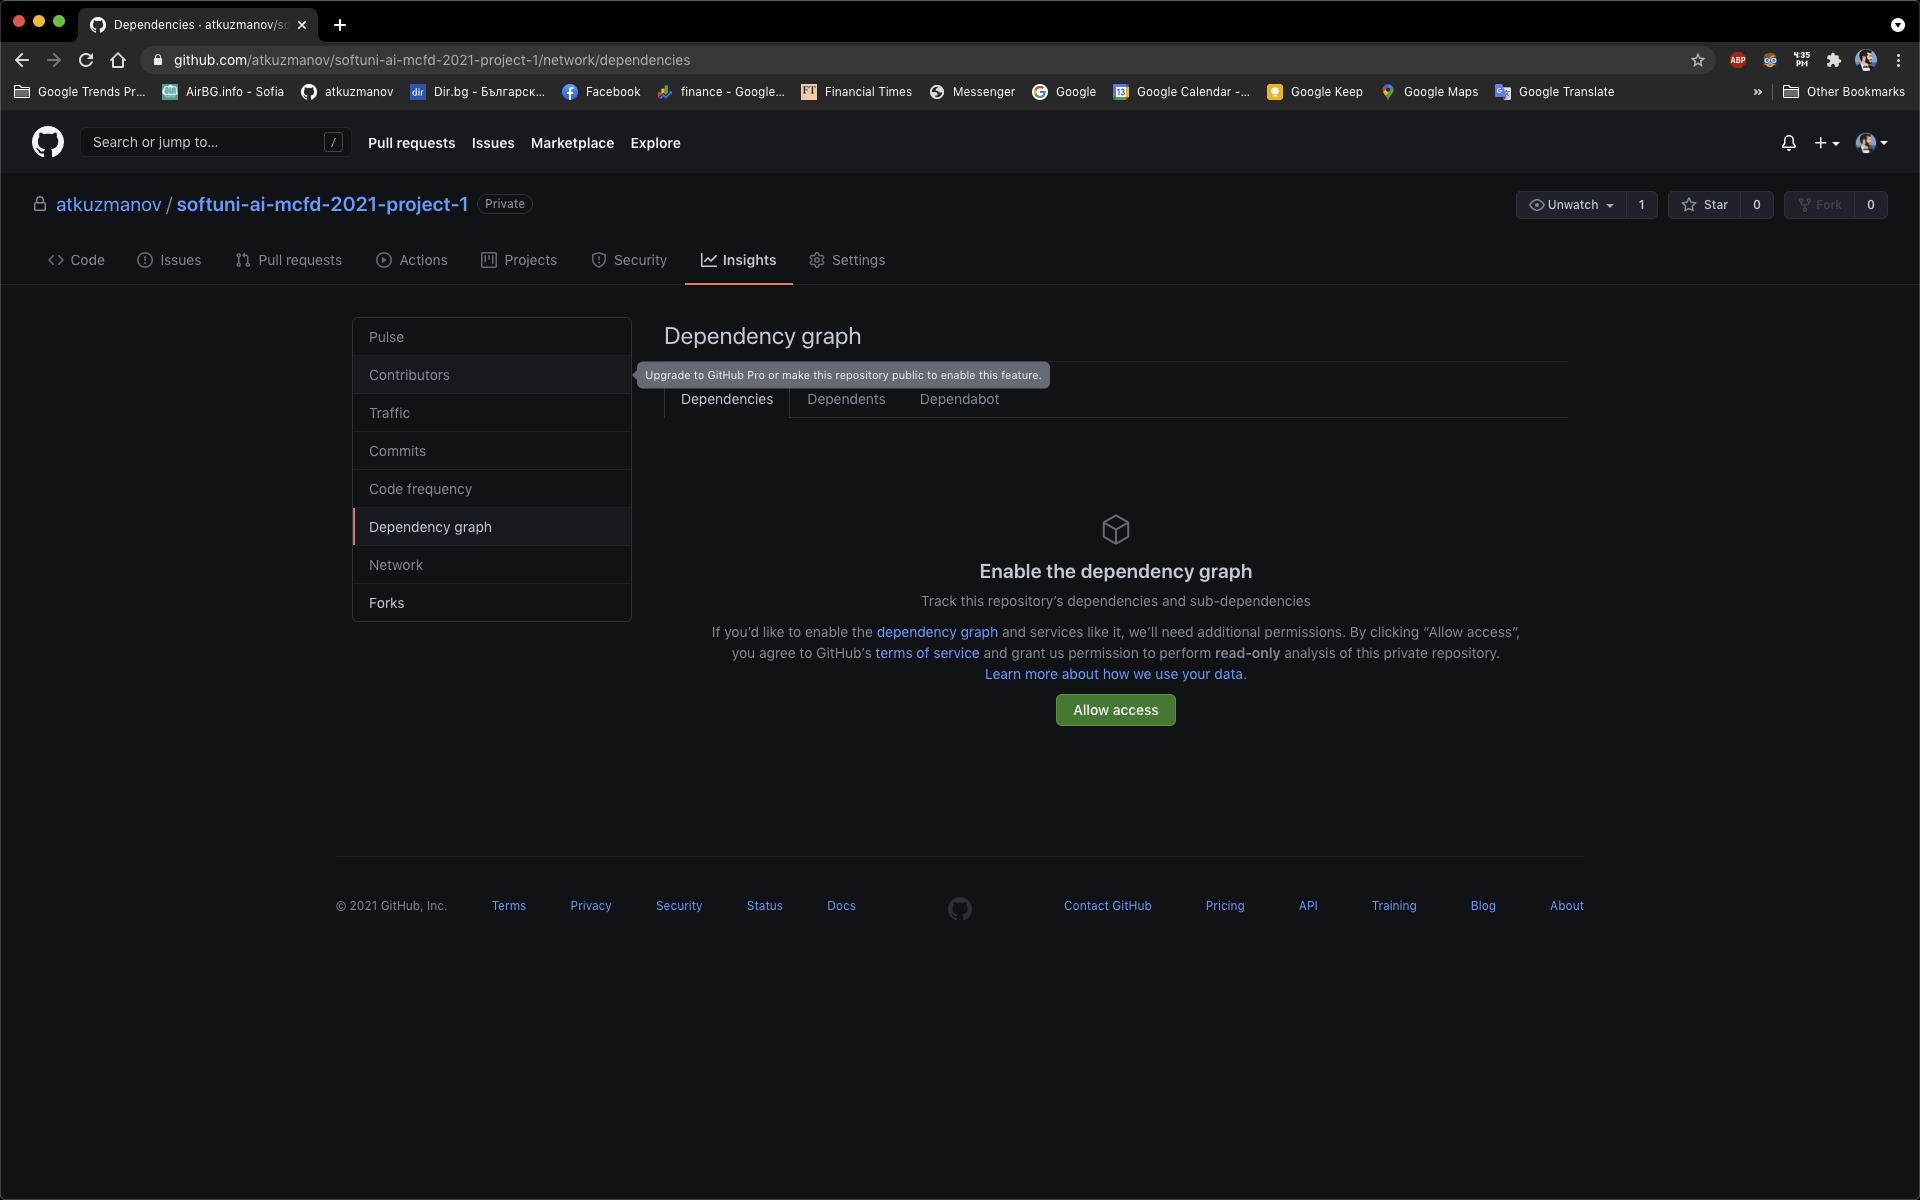 Dependencies · atkuzmanov/so
github.com/atkuzmanov/softuni-ai-mcfd-2021-project-1/network/dependencies
ABP
4:35 PM
Google Trends Pr...
AirBG.info - Sofia
atkuzmanov
dir
Dir.bg - Българск...
Facebook
finance - Google...
FT
Financial Times
Messenger
Google
13
Google Calendar -...
Google Keep
Google Maps
Google Translate
»
Other Bookmarks
Search or jump to...
/
Pull requests
Issues
Marketplace
Explore
atkuzmanov / softuni-ai-mcfd-2021-project-1
Private
Unwatch
1
Star
0
Fork
0
Code
Issues
Pull requests
Actions
Projects
Security
Insights
Settings
Pulse
Contributors
Traffic
Commits
Code frequency
Dependency graph
Network
Forks
Dependency graph
Upgrade to GitHub Pro or make this repository public to enable this feature.
Dependencies
Dependents
Dependabot
Enable the dependency graph
Track this repository’s dependencies and sub-dependencies
If you’d like to enable the dependency graph and services like it, we’ll need additional permissions. By clicking “Allow access”,
you agree to GitHub’s terms of service and grant us permission to perform read-only analysis of this private repository.
Learn more about how we use your data.
Allow access
© 2021 GitHub, Inc.
Terms
Privacy
Security
Status
Docs
Contact GitHub
Pricing
API
Training
Blog
About